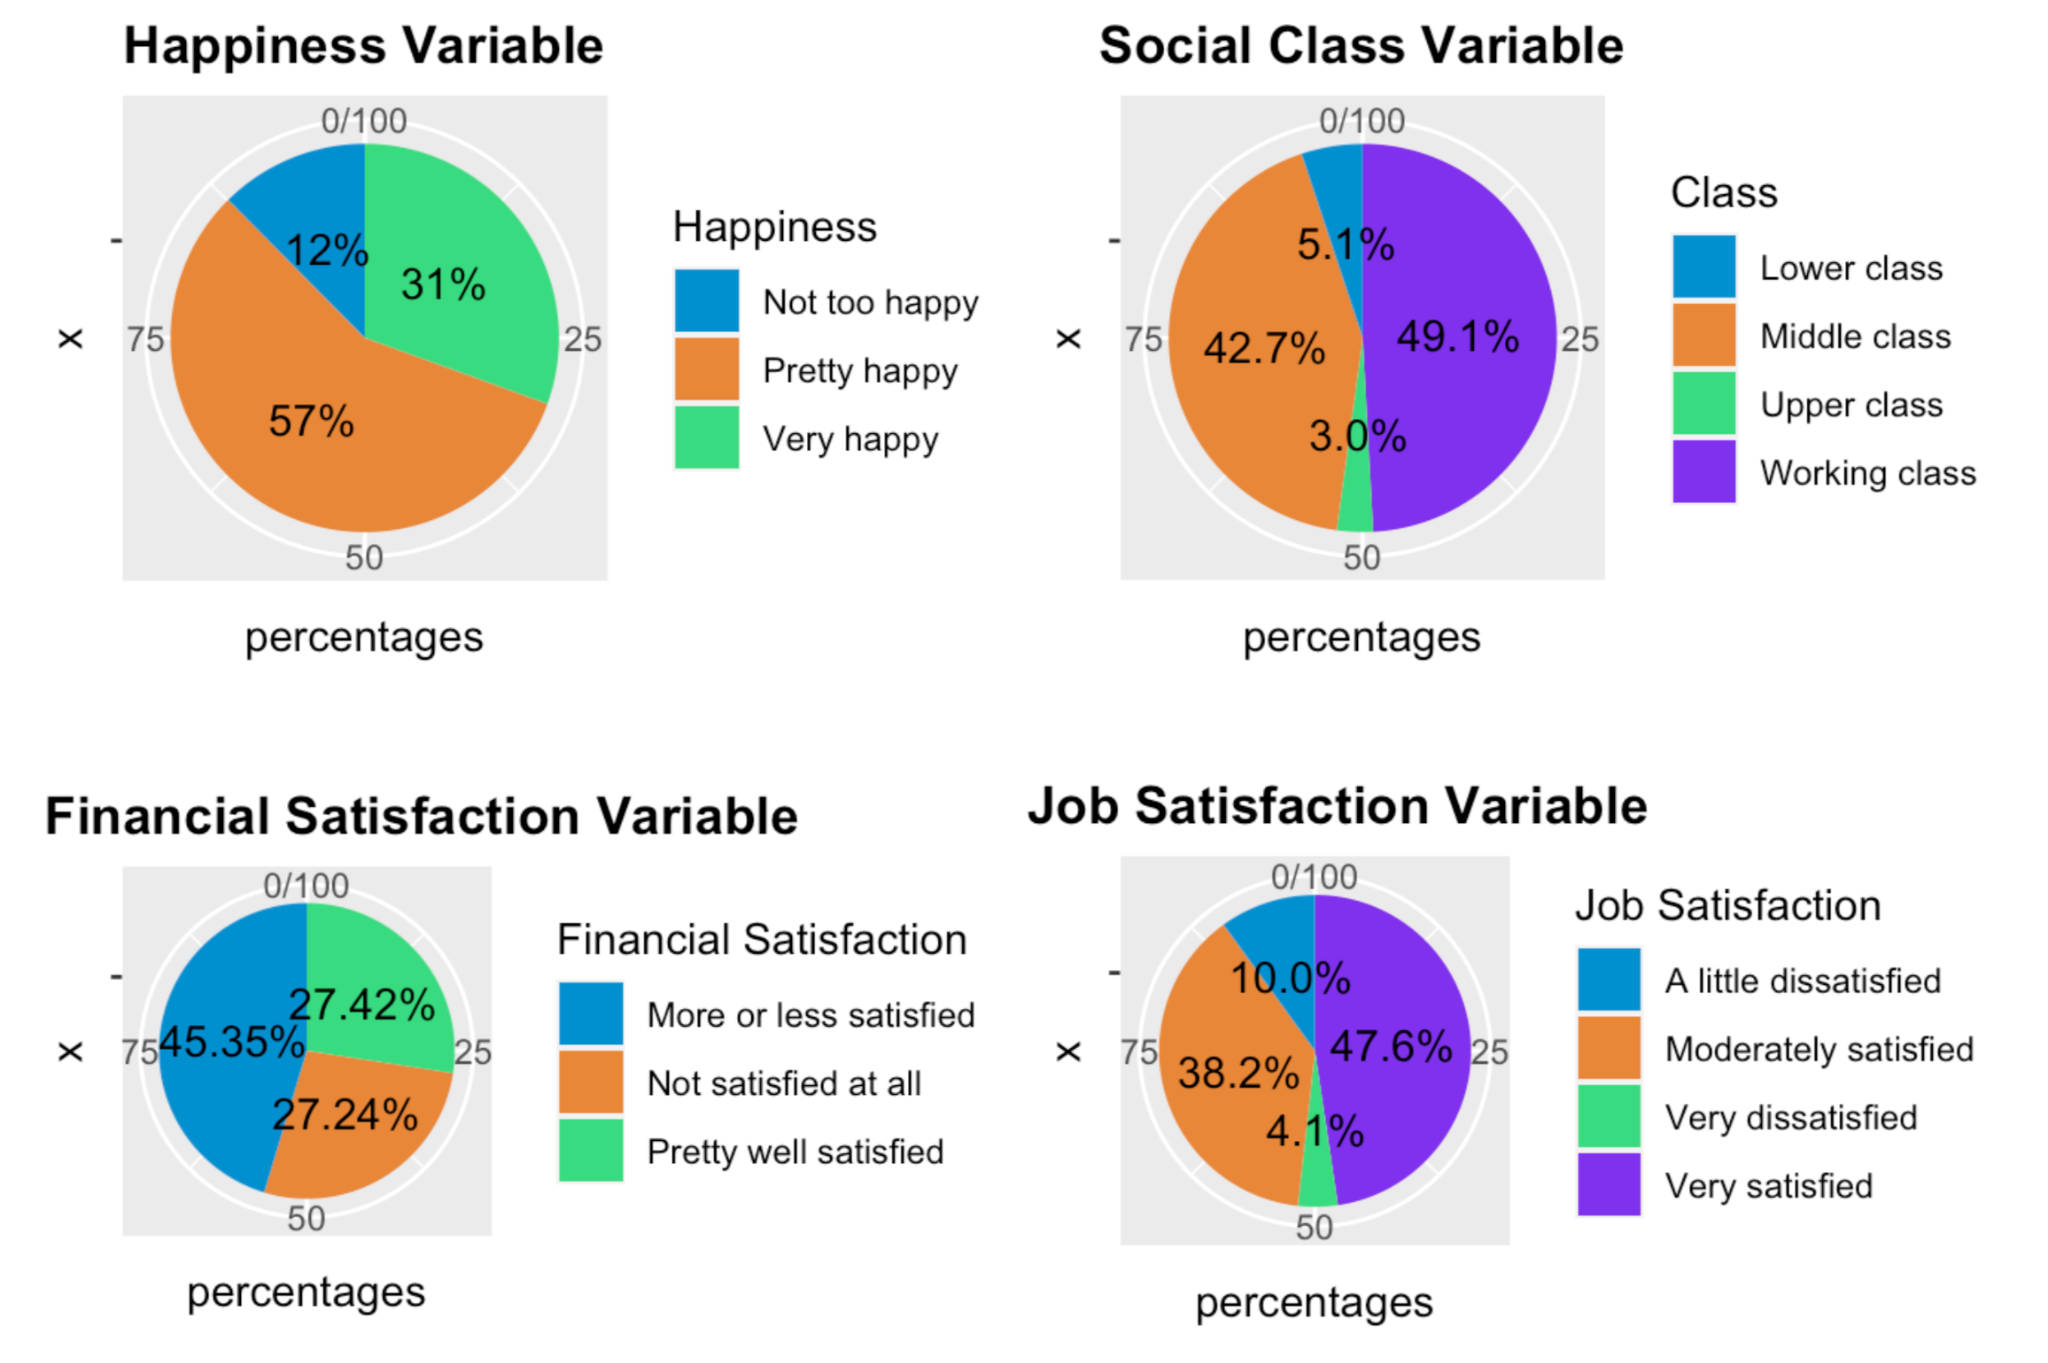 Happiness Variable
0/100
12%
31%
75
25
57%
50
x
percentages
Happiness
Not too happy
Pretty happy
Very happy
Social Class Variable
0/100
5.1%
49.1%
75
25
42.7%
3.0%
50
x
percentages
Class
Lower class
Middle class
Upper class
Working class
Financial Satisfaction Variable
0/100
27.42%
45.35%
75
25
27.24%
50
x
percentages
Financial Satisfaction
More or less satisfied
Not satisfied at all
Pretty well satisfied
Job Satisfaction Variable
0/100
10.0%
47.6%
75
25
38.2%
4.1%
50
x
percentages
Job Satisfaction
A little dissatisfied
Moderately satisfied
Very dissatisfied
Very satisfied